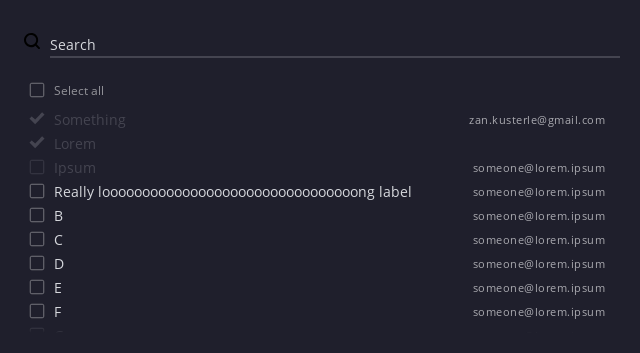 Search
Select all
Something zan.kusterle@gmail.com
Lorem
Ipsum someone@lorem.ipsum
Really loooooooooooooooooooooooooooooooong label someone@lorem.ipsum
B someone@lorem.ipsum
C someone@lorem.ipsum
D someone@lorem.ipsum
E someone@lorem.ipsum
F someone@lorem.ipsum